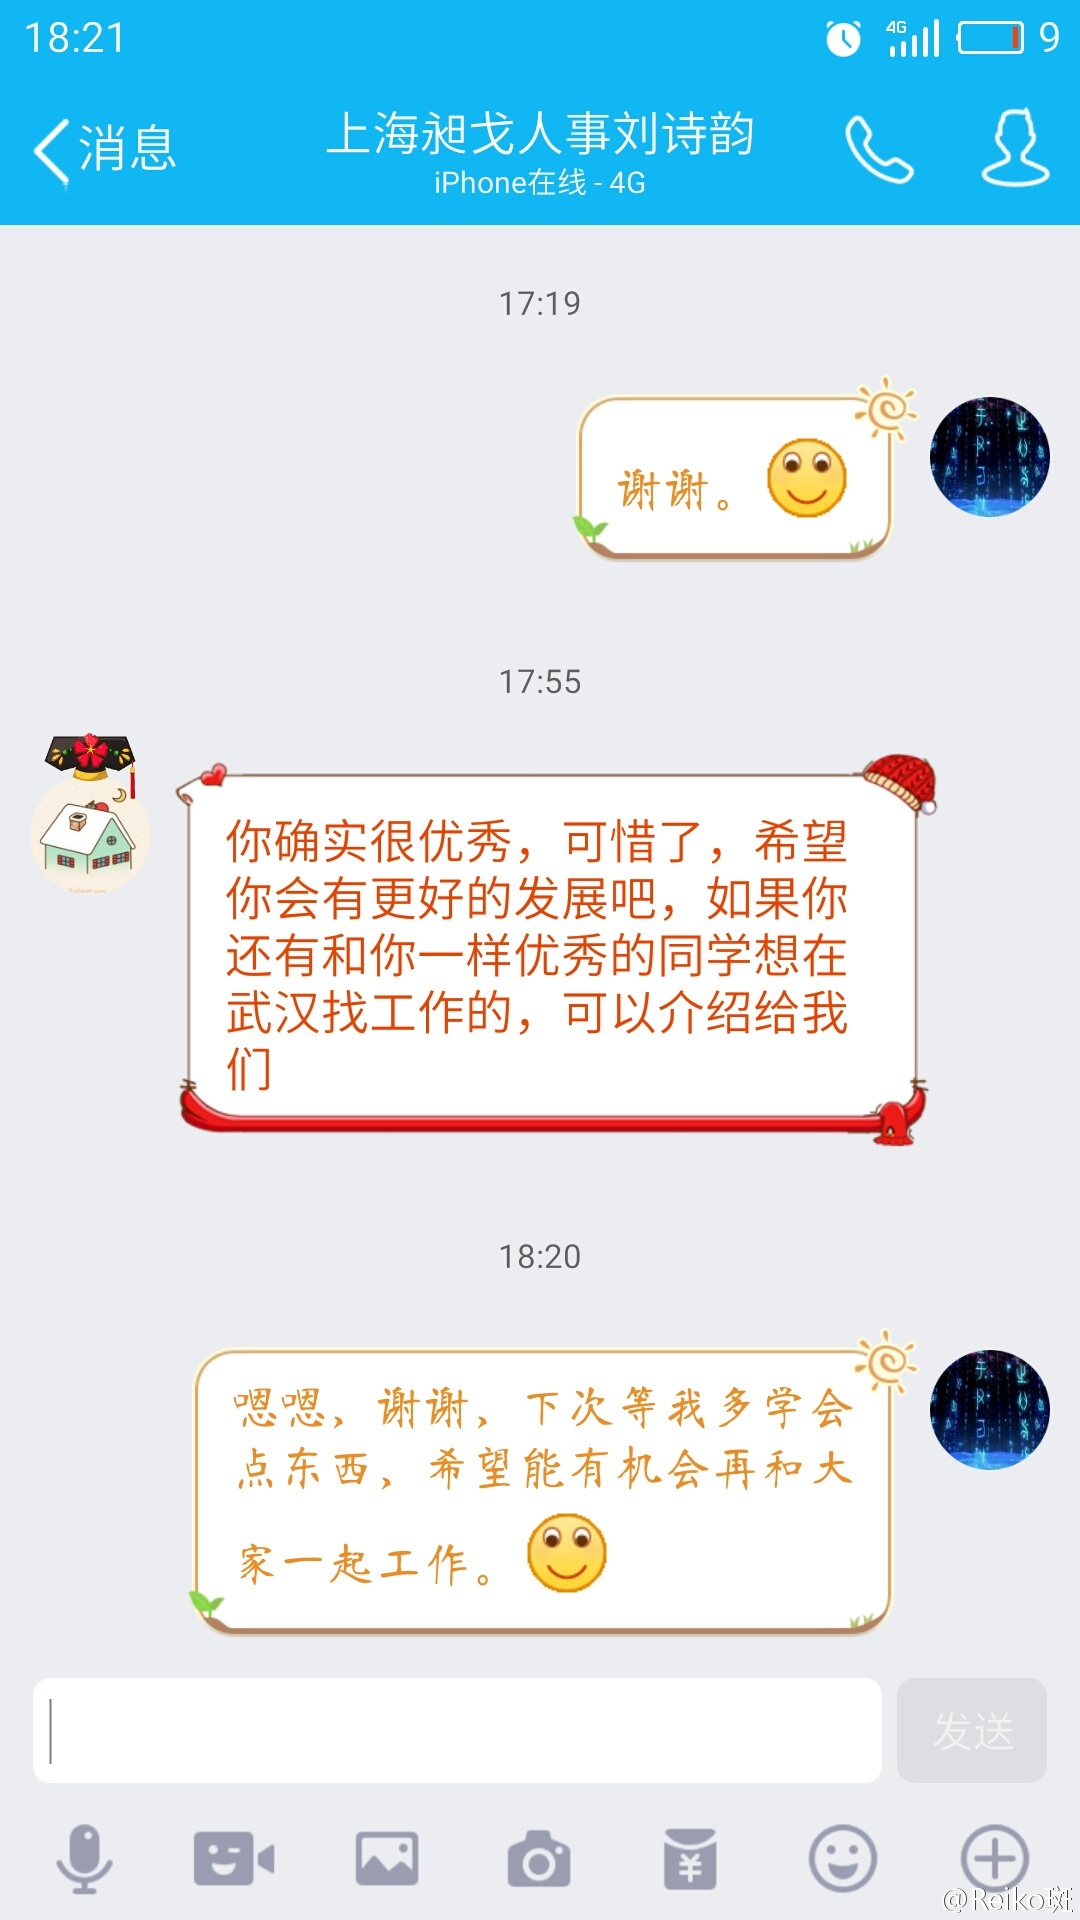 18:21
4G
9
消息
上海昶戈人事刘诗韵
iPhone在线 - 4G
17:19
谢谢。
17:55
你确实很优秀，可惜了，希望
你会有更好的发展吧，如果你
还有和你一样优秀的同学想在
武汉找工作的，可以介绍给我
们
18:20
嗯嗯，谢谢，下次等我多学会
点东西，希望能有机会再和大
家一起工作。
发送
@Reiko斑